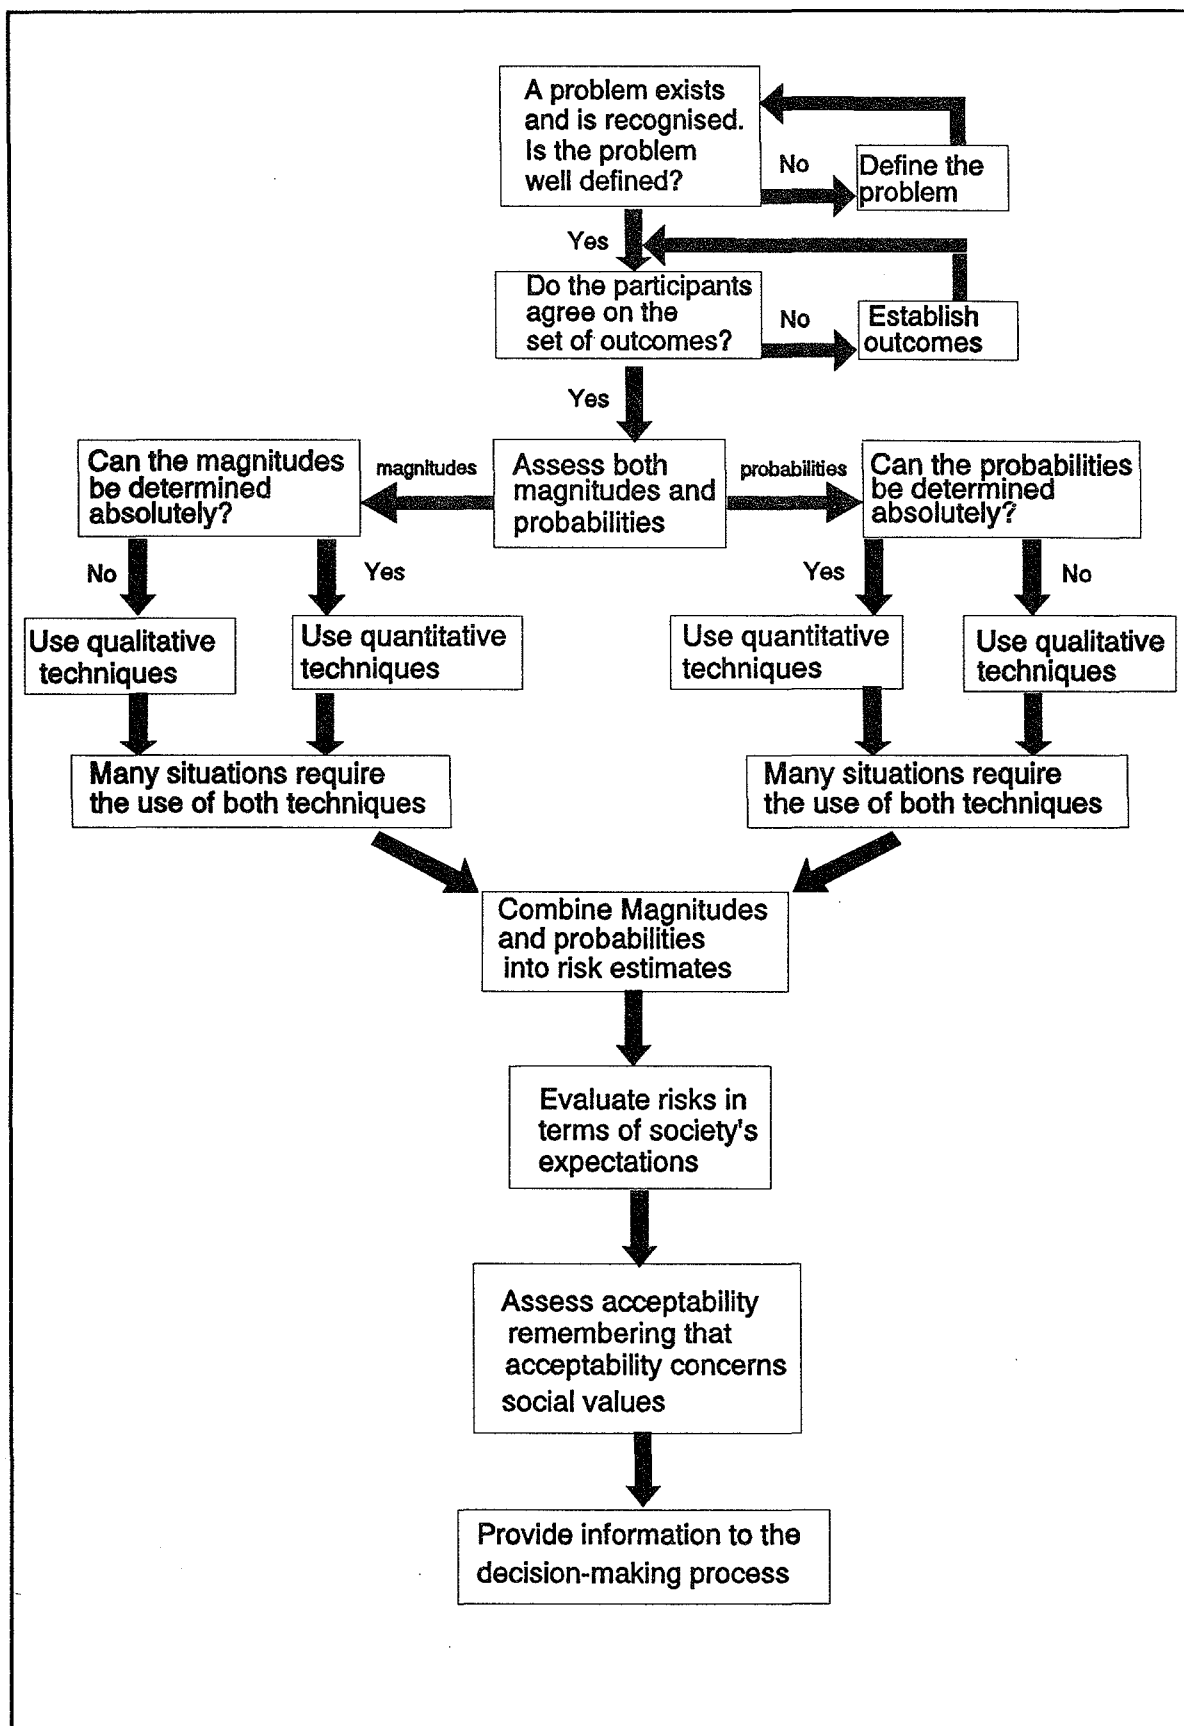 A problem exists
and is recognised.
Is the problem
well defined?
No
Define the
problem
Yes
Do the participants
agree on the
set of outcomes?
No
Establish
outcomes
Yes
Can the magnitudes
be determined
absolutely?
magnitudes
Assess both
magnitudes and
probabilities
probabilities
Can the probabilities
be determined
absolutely?
No
Yes
Yes
No
Use qualitative
techniques
Use quantitative
techniques
Use quantitative
techniques
Use qualitative
techniques
Many situations require
the use of both techniques
Many situations require
the use of both techniques
Combine Magnitudes
and probabilities
into risk estimates
Evaluate risks in
terms of society's
expectations
Assess acceptability
remembering that
acceptability concerns
social values
Provide information to the
decision-making process